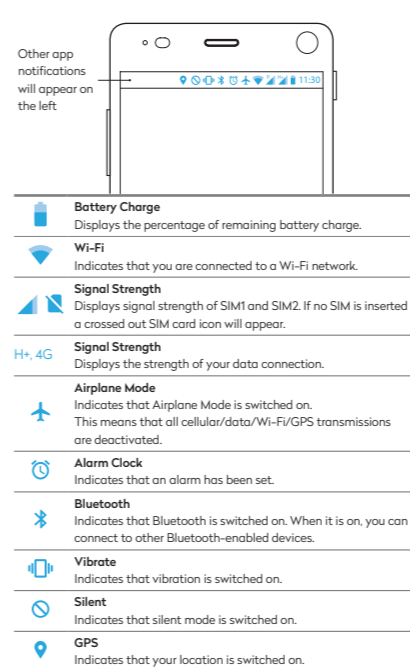 Other app
notifications
will appear on
the left
11:30
Battery Charge
Displays the percentage of remaining battery charge.
Wi-Fi
Indicates that you are connected to a Wi-Fi network.
Signal Strength
Displays signal strength of SIM1 and SIM2. If no SIM is inserted
a crossed out SIM card icon will appear.
H+, 4G
Signal Strength
Displays the strength of your data connection.
Airplane Mode
Indicates that Airplane Mode is switched on.
This means that all cellular/data/Wi-Fi/GPS transmissions
are deactivated.
Alarm Clock
Indicates that an alarm has been set.
Bluetooth
Indicates that Bluetooth is switched on. When it is on, you can
connect to other Bluetooth-enabled devices.
Vibrate
Indicates that vibration is switched on.
Silent
Indicates that silent mode is switched on.
GPS
Indicates that your location is switched on.